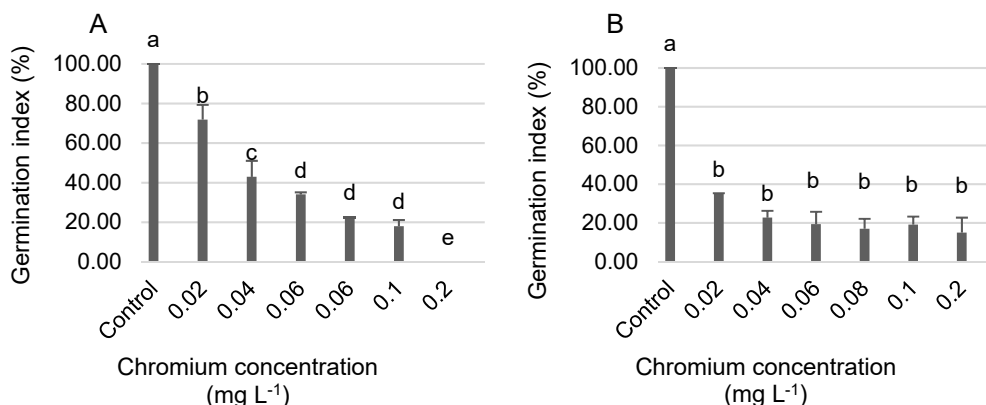 A
Germination index (%)
100.00
80.00
60.00
40.00
20.00
0.00
a
b
c
d
d
d
e
Control
0.02
0.04
0.06
0.06
0.1
0.2
Chromium concentration
(mg L⁻¹)
B
Germination index (%)
100.00
80.00
60.00
40.00
20.00
0.00
a
b
b
b
b
b
b
Control
0.02
0.04
0.06
0.08
0.1
0.2
Chromium concentration
(mg L⁻¹)